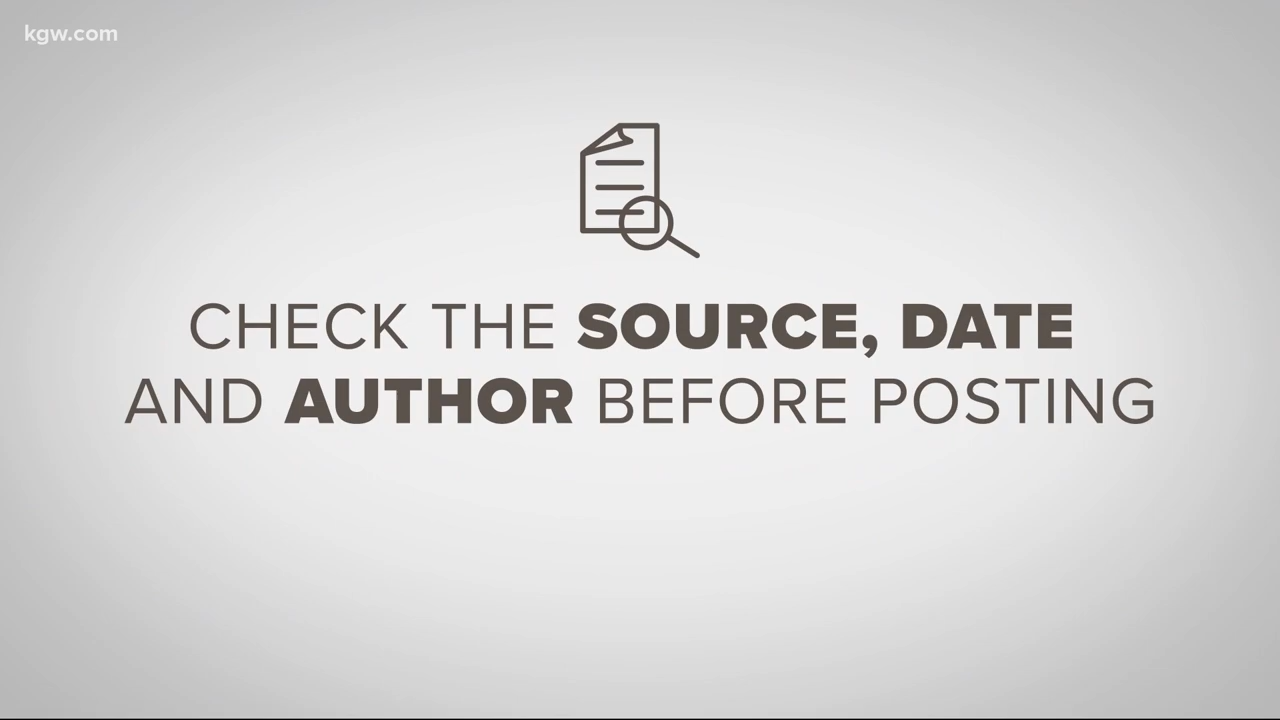 kgw.com
CHECK THE SOURCE, DATE
AND AUTHOR BEFORE POSTING